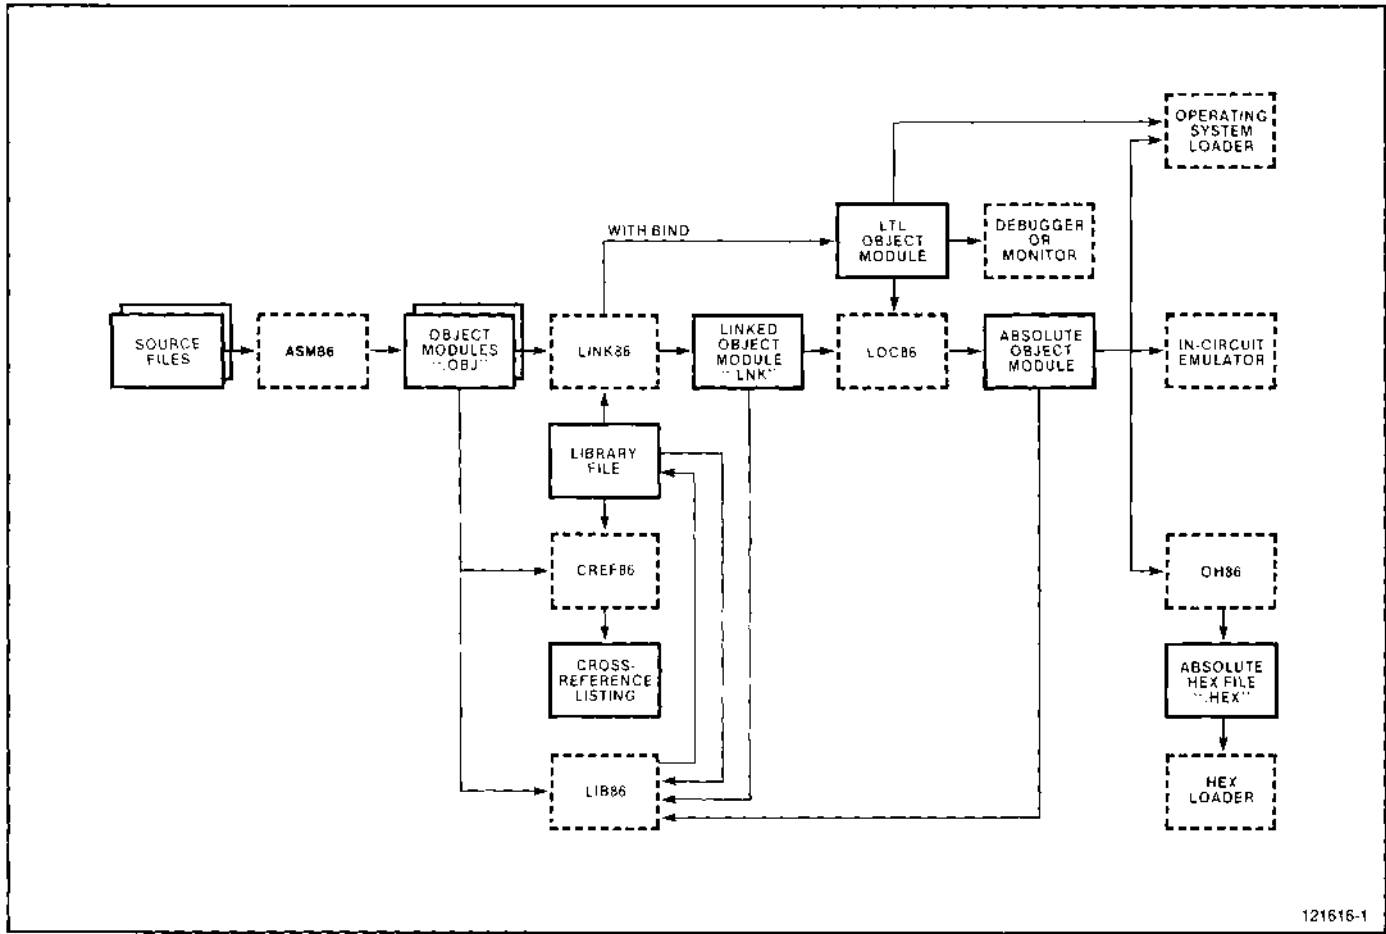 OPERATING
SYSTEM
LOADER
WITH BIND
LTL
OBJECT
MODULE
DEBUGGER
OR
MONITOR
SOURCE
FILES
ASM86
OBJECT
MODULES
".OBJ"
LINK86
LINKED
OBJECT
MODULE
".LNK"
LOC86
ABSOLUTE
OBJECT
MODULE
IN-CIRCUIT
EMULATOR
LIBRARY
FILE
CREF86
OH86
CROSS-
REFERENCE
LISTING
ABSOLUTE
HEX FILE
".HEX"
LIB86
HEX
LOADER
121616-1